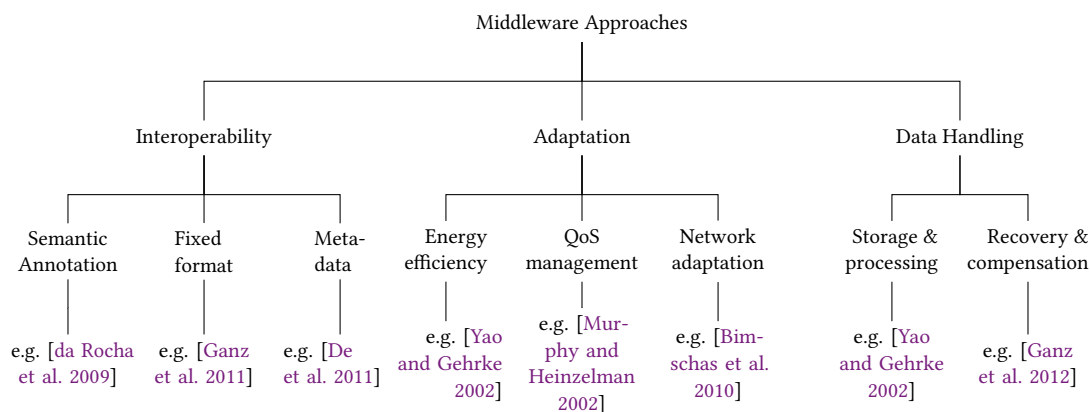 Middleware Approaches
Interoperability
Adaptation
Data Handling
Semantic
Annotation
Fixed
format
Meta-
data
Energy
efficiency
QoS
management
Network
adaptation
Storage &
processing
Recovery &
compensation
e.g. [da Rocha
et al. 2009]
e.g. [Ganz
et al. 2011]
e.g. [De
et al. 2011]
e.g. [Yao
and Gehrke
2002]
e.g. [Mur-
phy and
Heinzelman
2002]
e.g. [Bim-
schas et al.
2010]
e.g. [Yao
and Gehrke
2002]
e.g. [Ganz
et al. 2012]